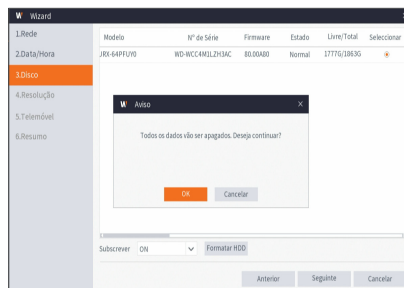 W Wizard X
1.Rede
2.Data/Hora
3.Disco
4.Resolução
5.Telemóvel
6.Resumo
Modelo Nº de Série Firmware Estado Livre/Total Seleccionar
JRX-64PFUY0 WD-WCC4M1LZH3AC 80.00A80 Normal 1777G/1863G
W Aviso X
Todos os dados vão ser apagados. Deseja continuar?
OK Cancelar
Subscrever ON Formatar HDD
Anterior Seguinte Cancelar